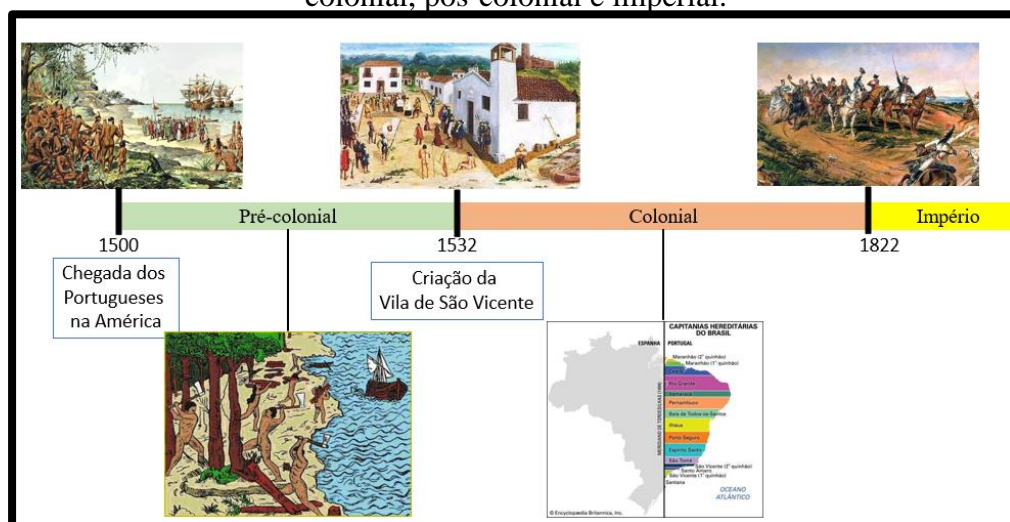 colonial, pós-colonial e imperial.
Pré-colonial
Colonial
Império
1500
1532
1822
Chegada dos
Portugueses
na América
Criação da
Vila de São Vicente
CAPITANIAS HEREDITÁRIAS
DO BRASIL
ESPANHA
PORTUGAL
Maranhão (2º quinhão)
Maranhão (1º quinhão)
Ceará
Rio Grande
Itamaracá
Pernambuco
Baía de Todos os Santos
Ilhéus
Porto Seguro
Espírito Santo
São Tomé
São Vicente (2º quinhão)
Santo Amaro
São Vicente (1º quinhão)
Santana
OCEANO
ATLÂNTICO
© Encyclopædia Britannica, Inc.